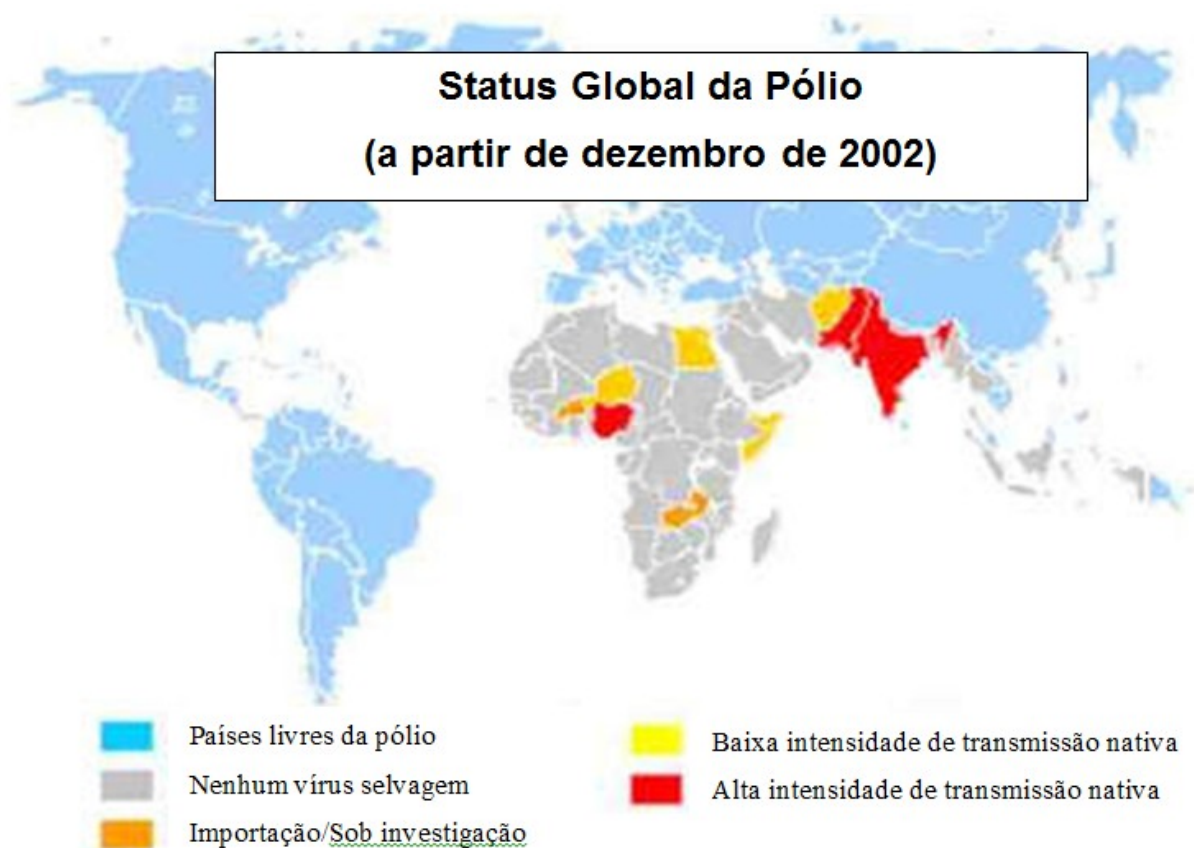 Status Global da Pólio
(a partir de dezembro de 2002)
Países livres da pólio
Nenhum vírus selvagem
Importação/Sob investigação
Baixa intensidade de transmissão nativa
Alta intensidade de transmissão nativa